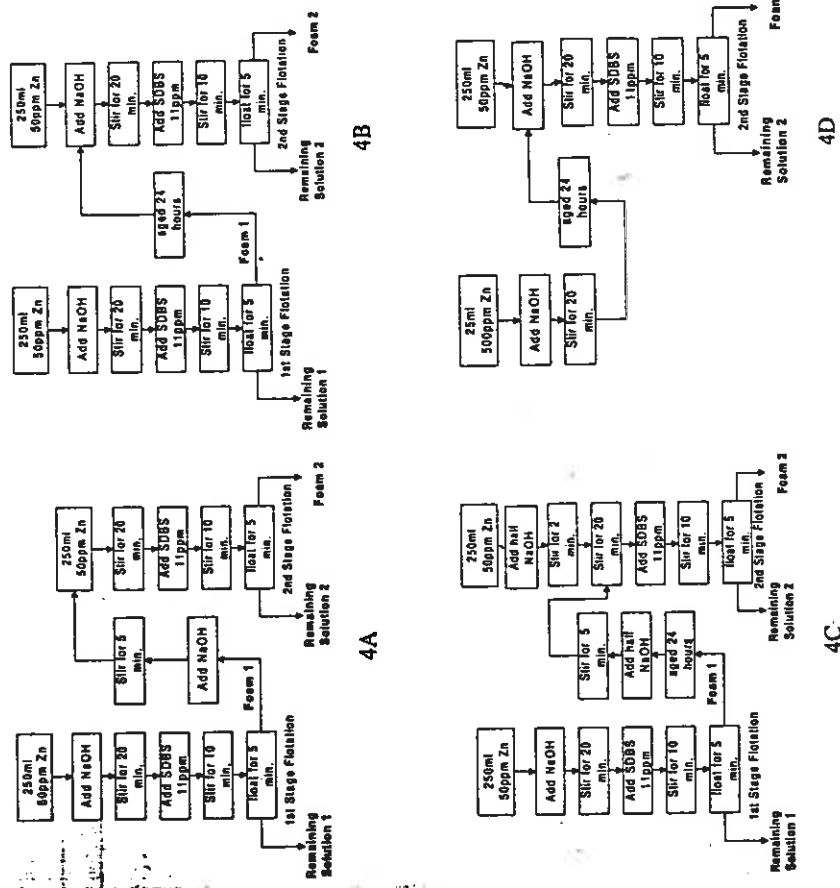 250ml
50ppm Zn
Add NaOH
Stir for 20
min.
Add SDBS
11ppm
Stir for 10
min.
float for 5
min.
1st Stage Flotation
Remaining
Solution 1
Foam 1
Add NaOH
Stir for 5
min.
250ml
50ppm Zn
Stir for 20
min.
Add SDBS
11ppm
Stir for 10
min.
float for 5
min.
2nd Stage Flotation
Remaining
Solution 2
Foam 2
4A
250ml
50ppm Zn
Add NaOH
Stir for 20
min.
Add SDBS
11ppm
Stir for 10
min.
float for 5
min.
1st Stage Flotation
Remaining
Solution 1
Foam 1
aged 24
hours
250ml
50ppm Zn
Add NaOH
Stir for 20
min.
Add SDBS
11ppm
Stir for 10
min.
float for 5
min.
2nd Stage Flotation
Remaining
Solution 2
Foam 2
4B
250ml
50ppm Zn
Add NaOH
Stir for 20
min.
Add SDBS
11ppm
Stir for 10
min.
float for 5
min.
1st Stage Flotation
Remaining
Solution 1
Foam 1
aged 24
hours
Add half
NaOH
Stir for 5
min.
250ml
50ppm Zn
Add half
NaOH
Stir for 2
min.
Stir for 20
min.
Add SDBS
11ppm
Stir for 10
min.
float for 5
min.
2nd Stage Flotation
Remaining
Solution 2
Foam 2
4C
25ml
500ppm Zn
Add NaOH
Stir for 20
min.
aged 24
hours
250ml
50ppm Zn
Add NaOH
Stir for 20
min.
Add SDBS
11ppm
Stir for 10
min.
float for 5
min.
2nd Stage Flotation
Remaining
Solution 2
Foam
4D